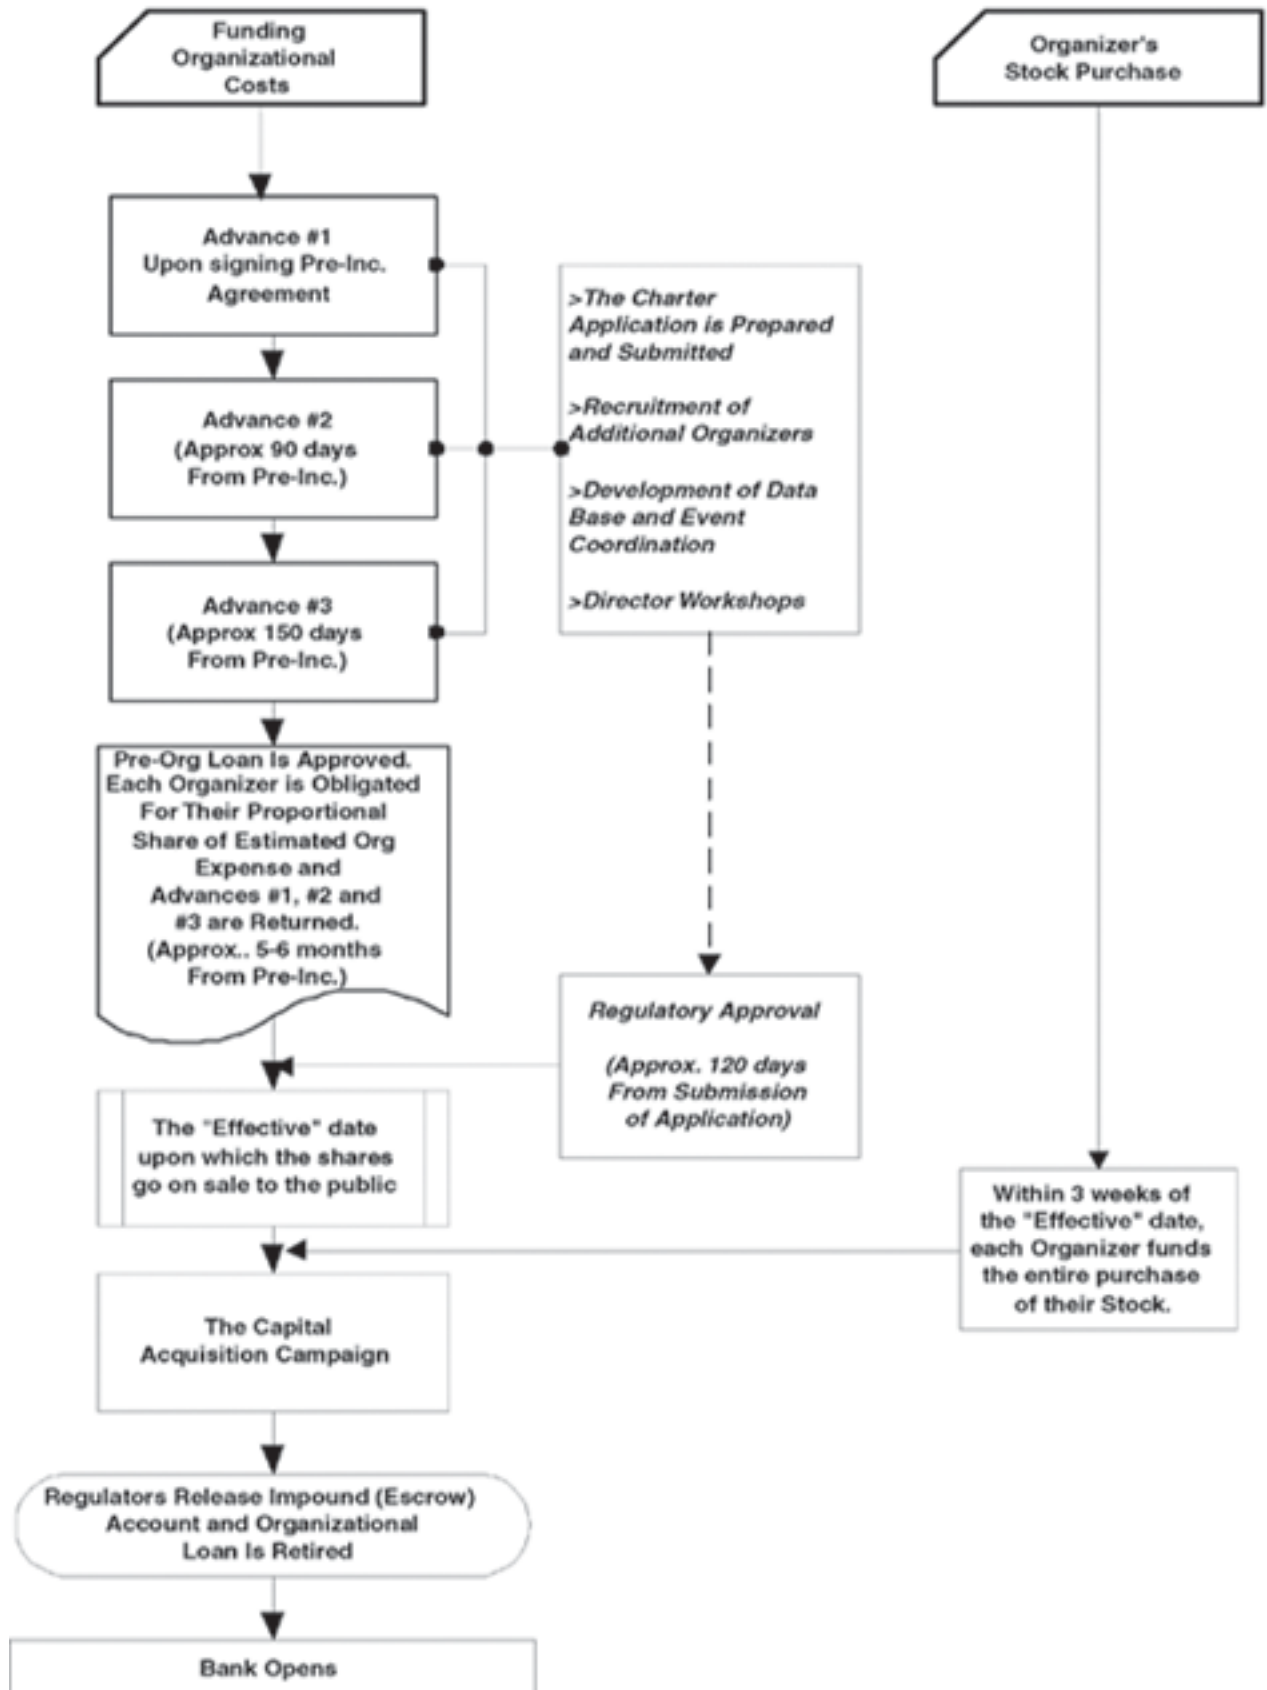 Funding
Organizational
Costs
Organizer's
Stock Purchase
Advance #1
Upon signing Pre-Inc.
Agreement
>The Charter
Application is Prepared
and Submitted
>Recruitment of
Additional Organizers
>Development of Data
Base and Event
Coordination
>Director Workshops
Advance #2
(Approx 90 days
From Pre-Inc.)
Advance #3
(Approx 150 days
From Pre-Inc.)
Pre-Org Loan Is Approved.
Each Organizer is Obligated
For Their Proportional
Share of Estimated Org
Expense and
Advances #1, #2 and
#3 are Returned.
(Approx.. 5-6 months
From Pre-Inc.)
Regulatory Approval
(Approx. 120 days
From Submission
of Application)
The "Effective" date
upon which the shares
go on sale to the public
Within 3 weeks of
the "Effective" date,
each Organizer funds
the entire purchase
of their Stock.
The Capital
Acquisition Campaign
Regulators Release Impound (Escrow)
Account and Organizational
Loan Is Retired
Bank Opens